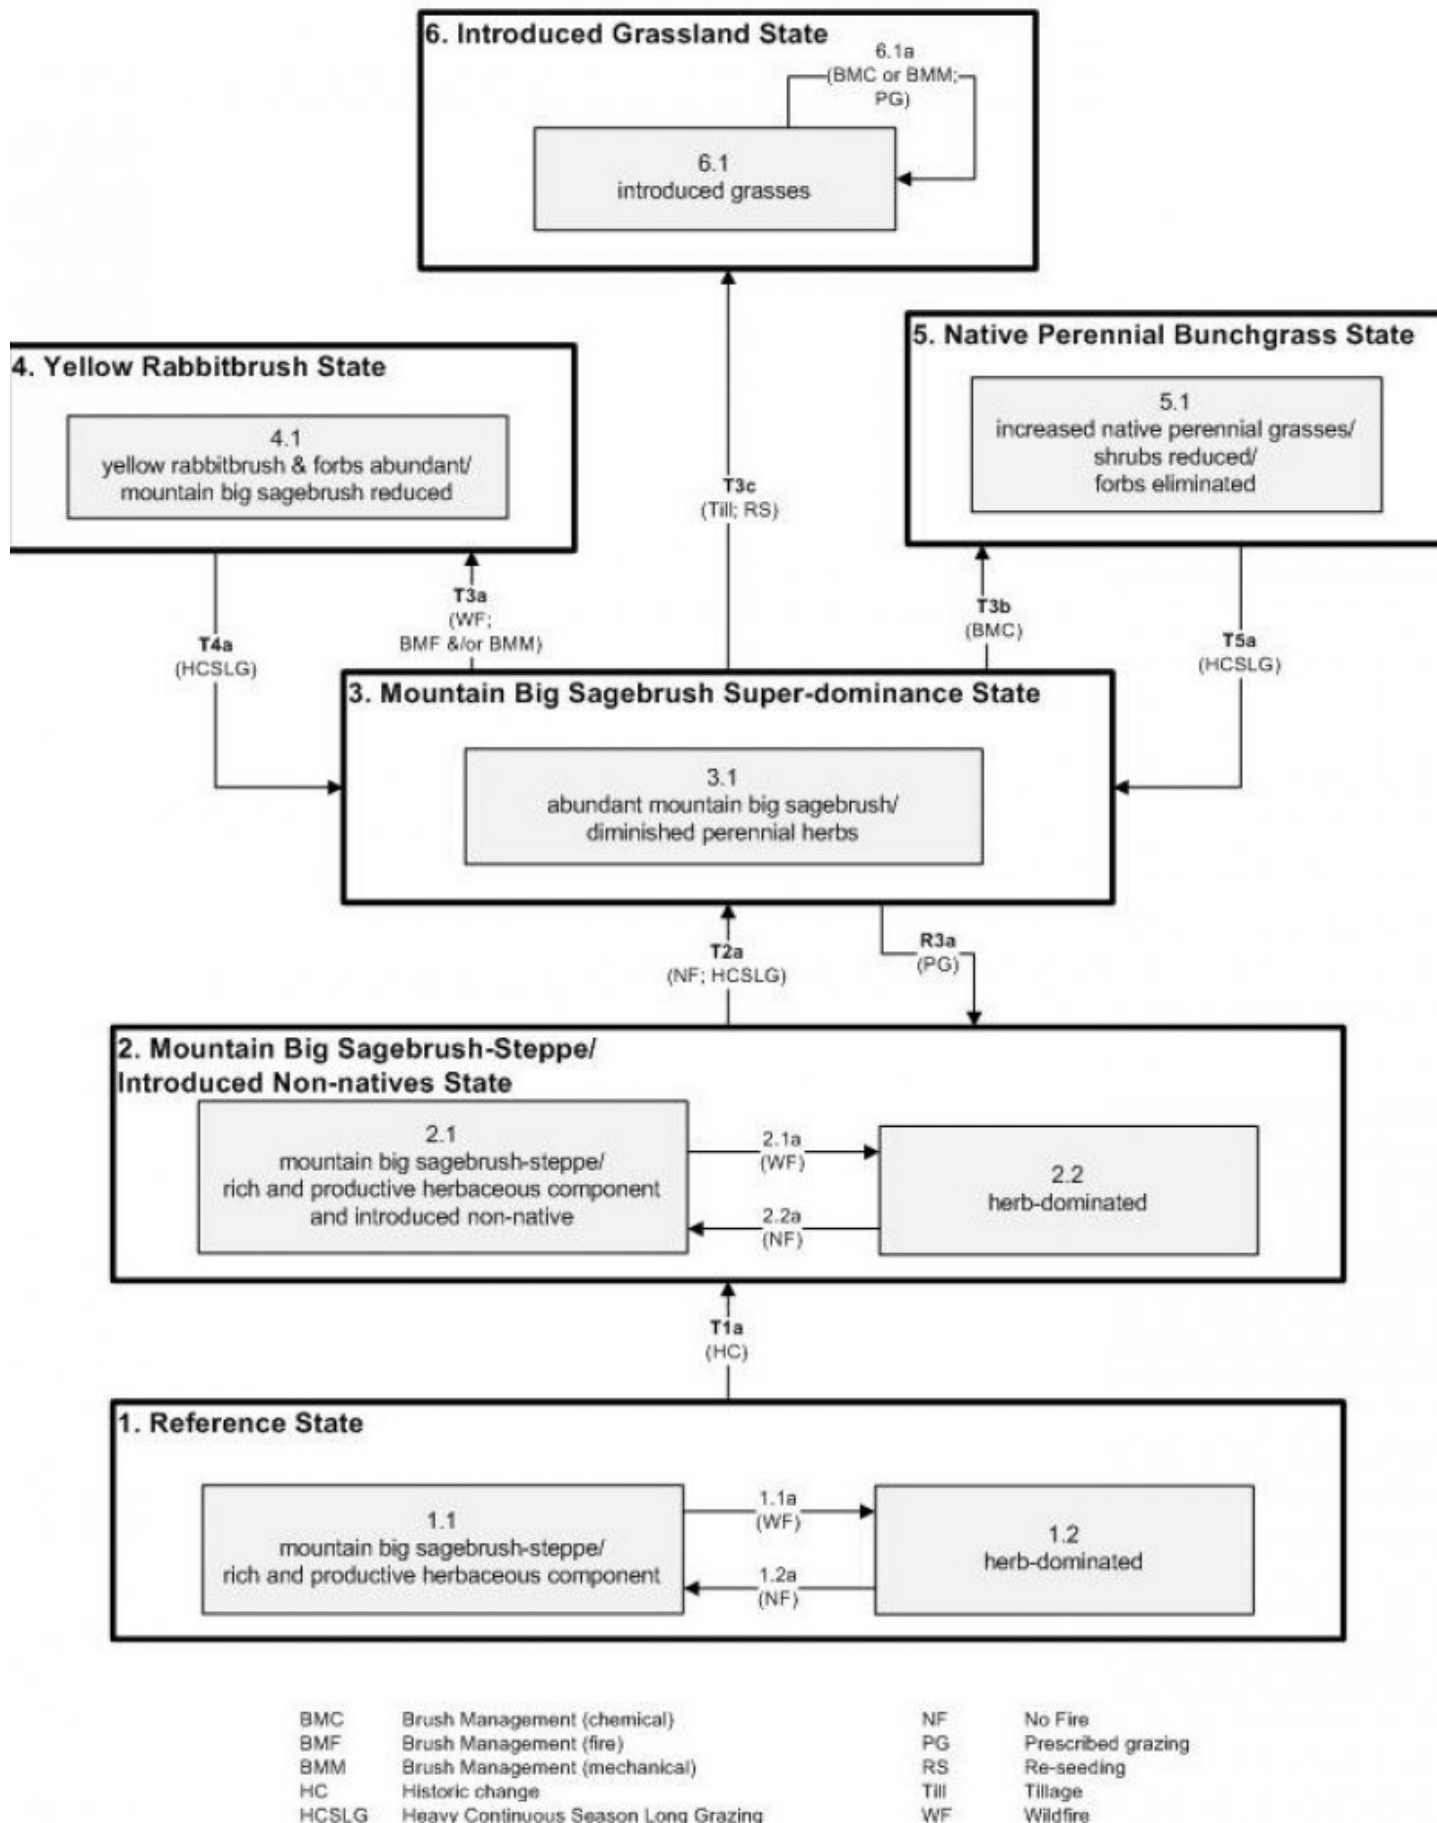 6. Introduced Grassland State
6.1a
(BMC or BMM;
PG)
6.1
introduced grasses
5. Native Perennial Bunchgrass State
5.1
increased native perennial grasses/
shrubs reduced/
forbs eliminated
4. Yellow Rabbitbrush State
4.1
yellow rabbitbrush & forbs abundant/
mountain big sagebrush reduced
T3c
(Till; RS)
T4a
(HCSLG)
T3a
(WF;
BMF &/or BMM)
T3b
(BMC)
T5a
(HCSLG)
3. Mountain Big Sagebrush Super-dominance State
3.1
abundant mountain big sagebrush/
diminished perennial herbs
T2a
(NF; HCSLG)
R3a
(PG)
2. Mountain Big Sagebrush-Steppe/
Introduced Non-natives State
2.1
mountain big sagebrush-steppe/
rich and productive herbaceous component
and introduced non-native
2.1a
(WF)
2.2a
(NF)
2.2
herb-dominated
T1a
(HC)
1. Reference State
1.1
mountain big sagebrush-steppe/
rich and productive herbaceous component
1.1a
(WF)
1.2a
(NF)
1.2
herb-dominated
BMC Brush Management (chemical)
BMF Brush Management (fire)
BMM Brush Management (mechanical)
HC Historic change
HCSLG Heavy Continuous Season Long Grazing
NF No Fire
PG Prescribed grazing
RS Re-seeding
Till Tillage
WF Wildfire